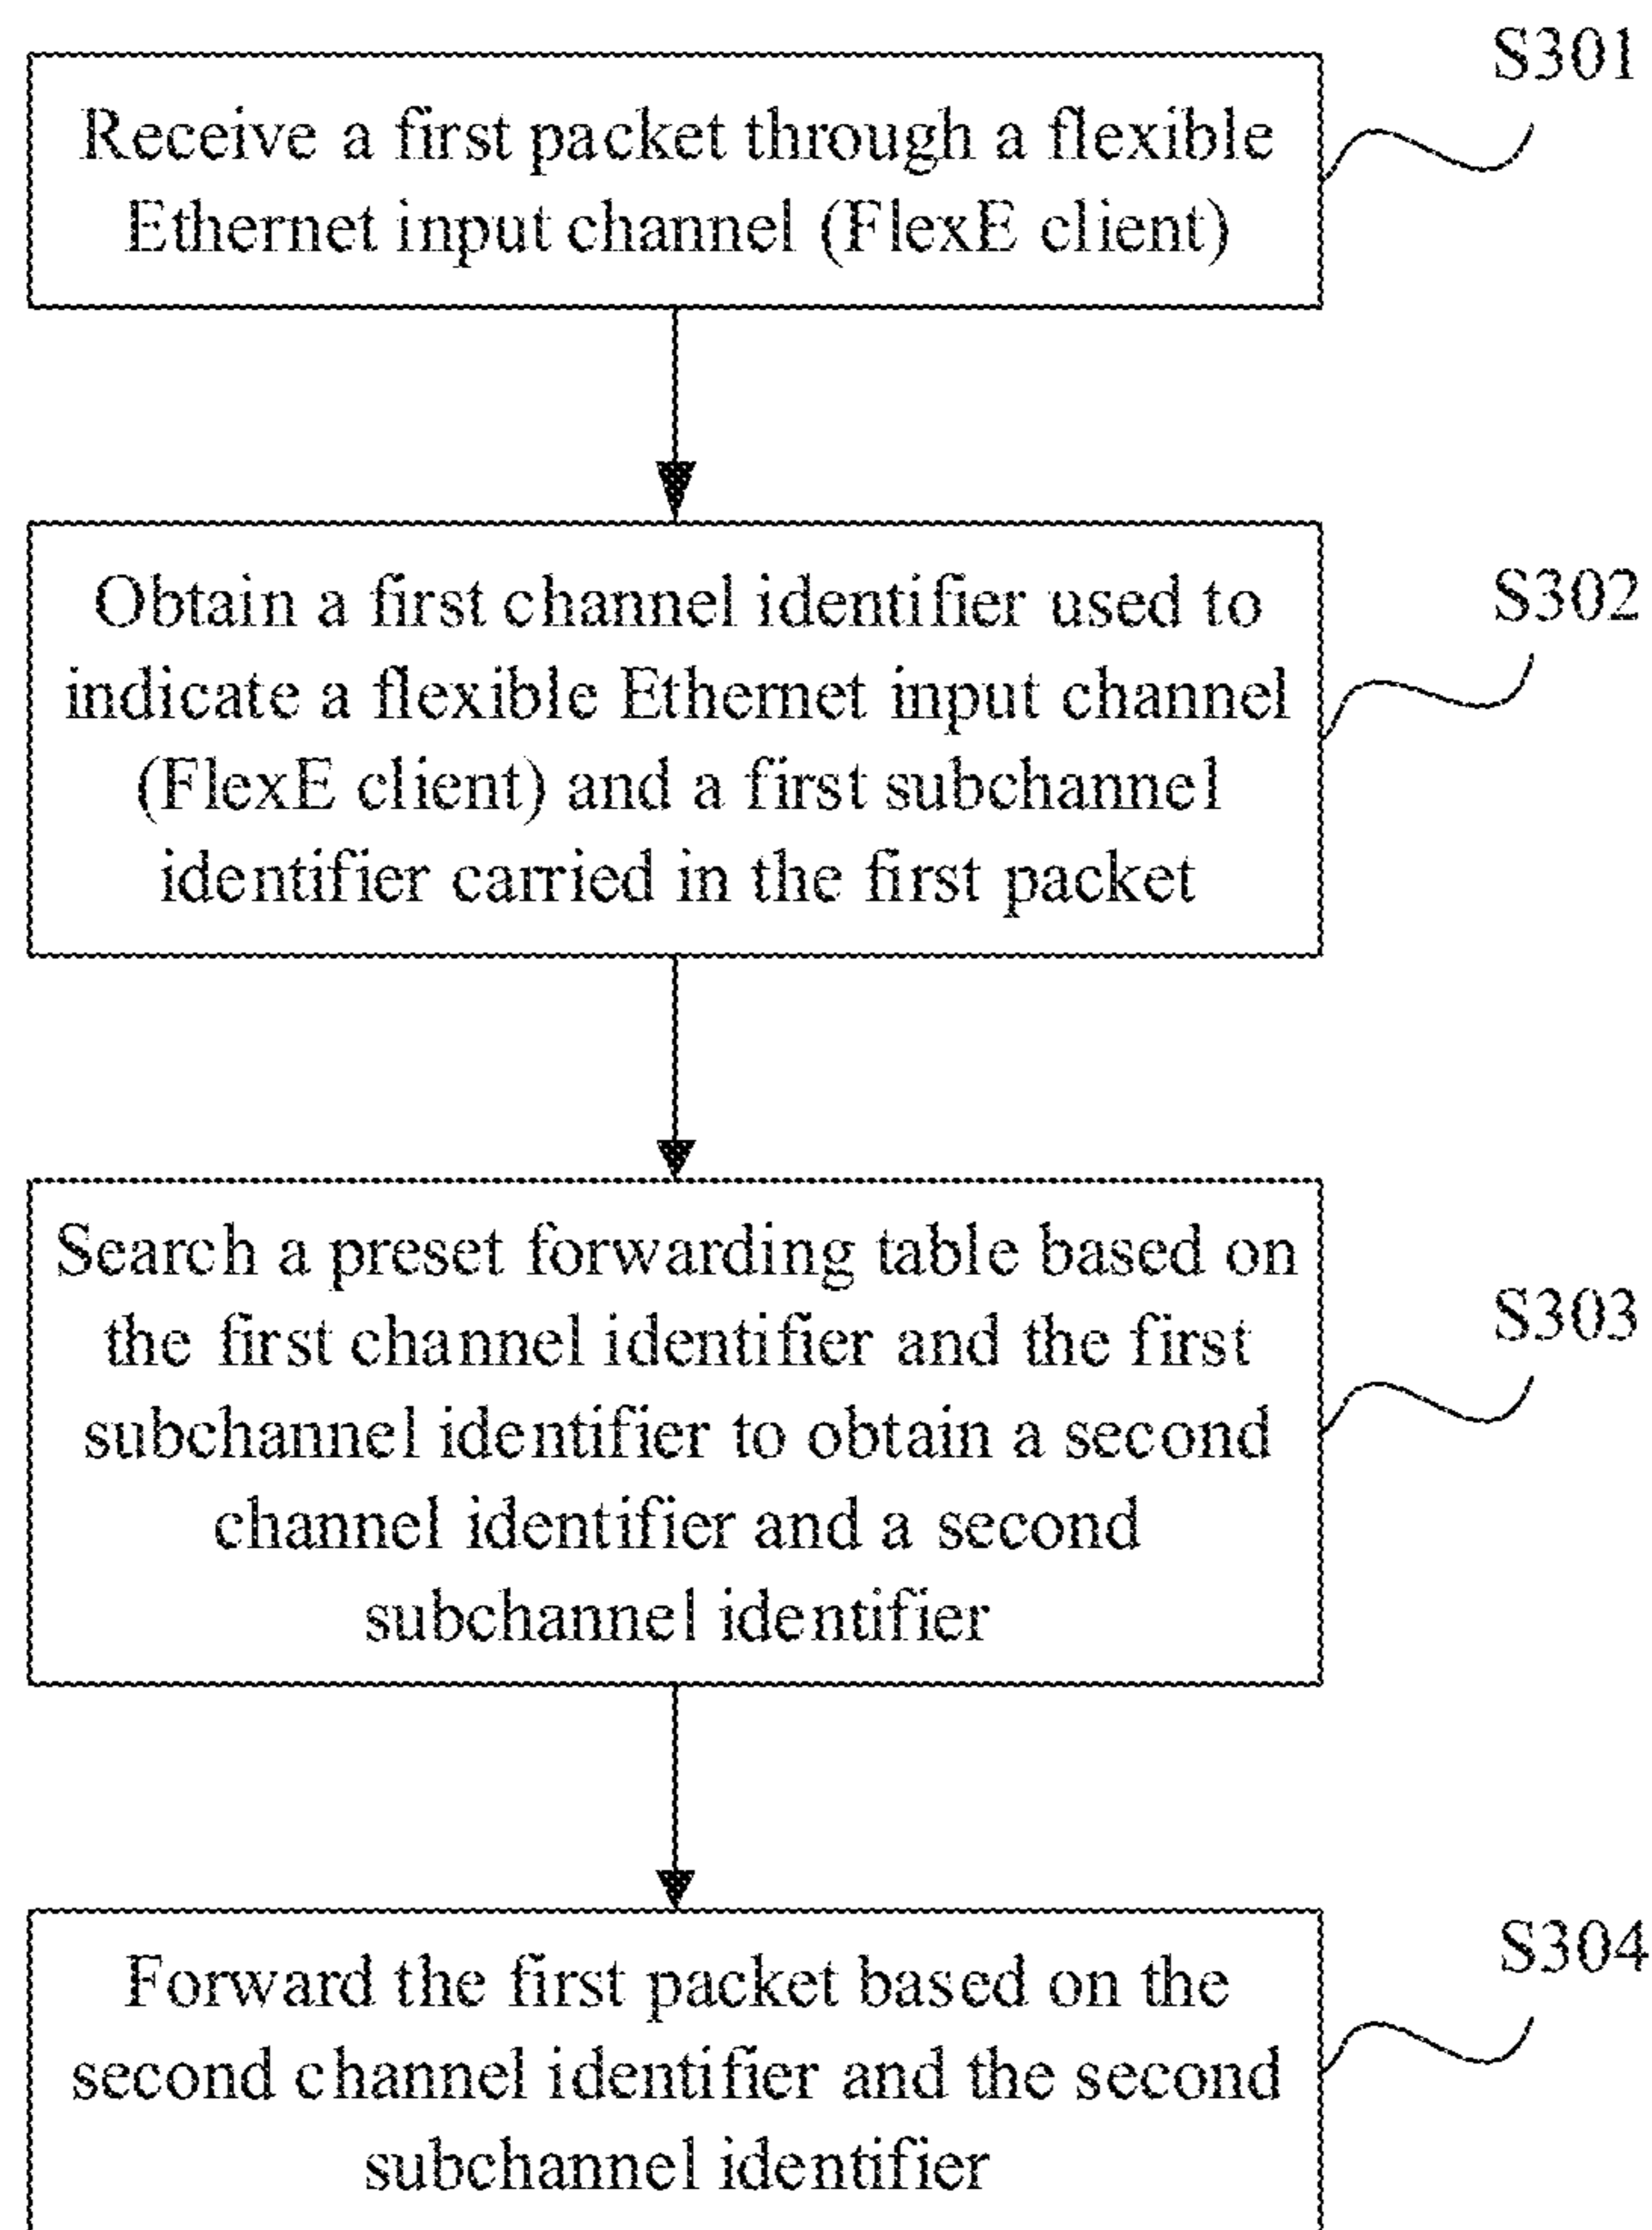 S301
Receive a first packet through a flexible
Ethernet input channel (FlexE client)
S302
Obtain a first channel identifier used to
indicate a flexible Ethernet input channel
(FlexE client) and a first subchannel
identifier carried in the first packet
S303
Search a preset forwarding table based on
the first channel identifier and the first
subchannel identifier to obtain a second
channel identifier and a second
subchannel identifier
S304
Forward the first packet based on the
second channel identifier and the second
subchannel identifier